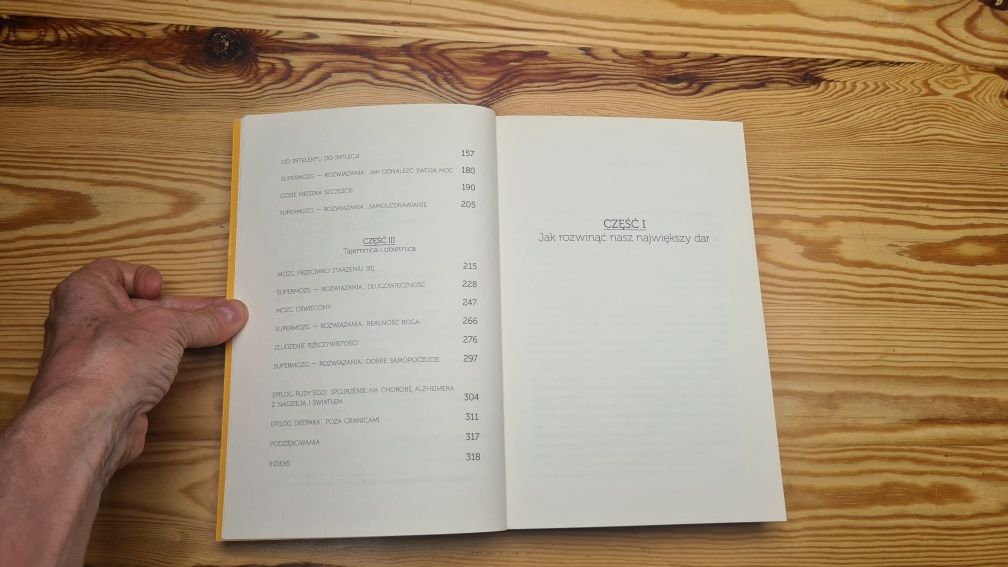 OD INTELEKTU DO INTUICJI 157
SUPERMÓZG — ROZWIĄZANIA: JAK ODNALEŹĆ SWOJĄ MOC 180
GDZIE MIESZKA SZCZĘŚCIE 190
SUPERMÓZG — ROZWIĄZANIA: SAMOUZDRAWIANIE 205
CZĘŚĆ III
Tajemnica i obietnica
MÓZG PRZECIWKO STARZENIU SIĘ 215
SUPERMÓZG — ROZWIĄZANIA: DŁUGOWIECZNOŚĆ 228
MÓZG OŚWIECONY 247
SUPERMÓZG — ROZWIĄZANIA: REALNOŚĆ BOGA 266
ZŁUDZENIE RZECZYWISTOŚCI 276
SUPERMÓZG — ROZWIĄZANIA: DOBRE SAMOPOCZUCIE 297
EPILOG RUDY'EGO: SPOJRZENIE NA CHOROBĘ ALZHEIMERA
Z NADZIEJĄ I ŚWIATŁEM 304
EPILOG DEEPAKA: POZA GRANICAMI 311
PODZIĘKOWANIA 317
INDEKS 318
CZĘŚĆ I
Jak rozwinąć nasz największy dar